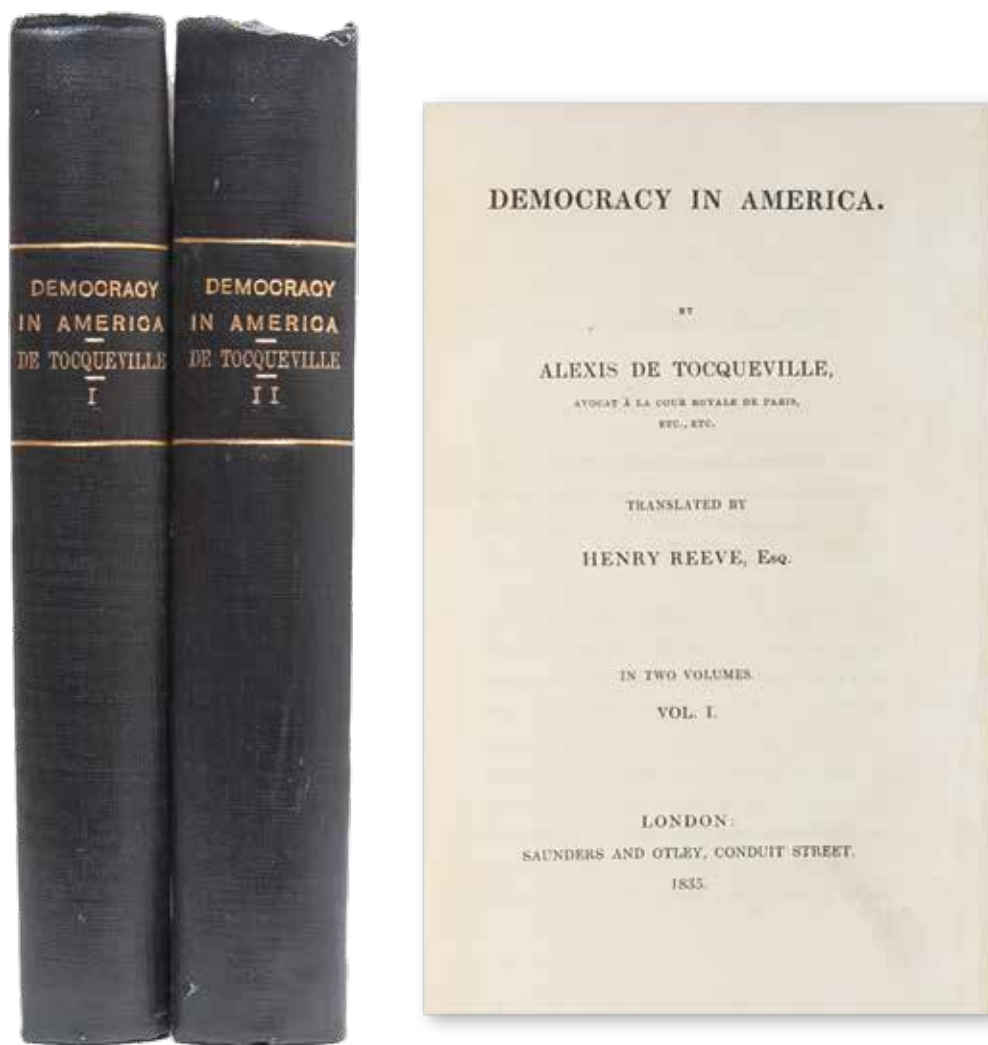 DEMOCRACY
IN AMERICA
DE TOCQUEVILLE
I
DEMOCRACY
IN AMERICA
DE TOCQUEVILLE
II
DEMOCRACY IN AMERICA.
BY
ALEXIS DE TOCQUEVILLE,
AVOCAT À LA COUR ROYALE DE PARIS,
ETC., ETC.
TRANSLATED BY
HENRY REEVE, Esq.
IN TWO VOLUMES.
VOL. I.
LONDON:
SAUNDERS AND OTLEY, CONDUIT STREET.
1835.